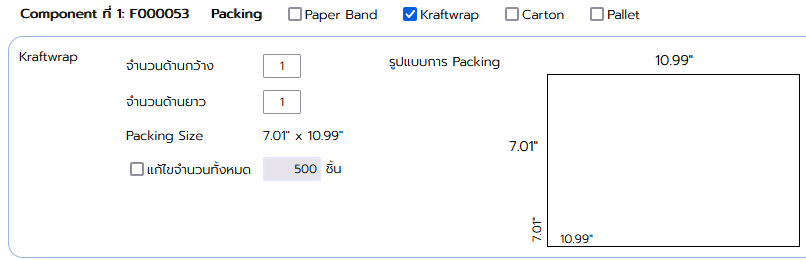 Component ที่ 1: F000053 Packing Paper Band Kraftwrap Carton Pallet
Kraftwrap
จำนวนด้านกว้าง 1
จำนวนด้านยาว 1
Packing Size 7.01" x 10.99"
แก้ไขจำนวนทั้งหมด 500 ชิ้น
รูปแบบการ Packing
10.99"
7.01"
7.01"
10.99"